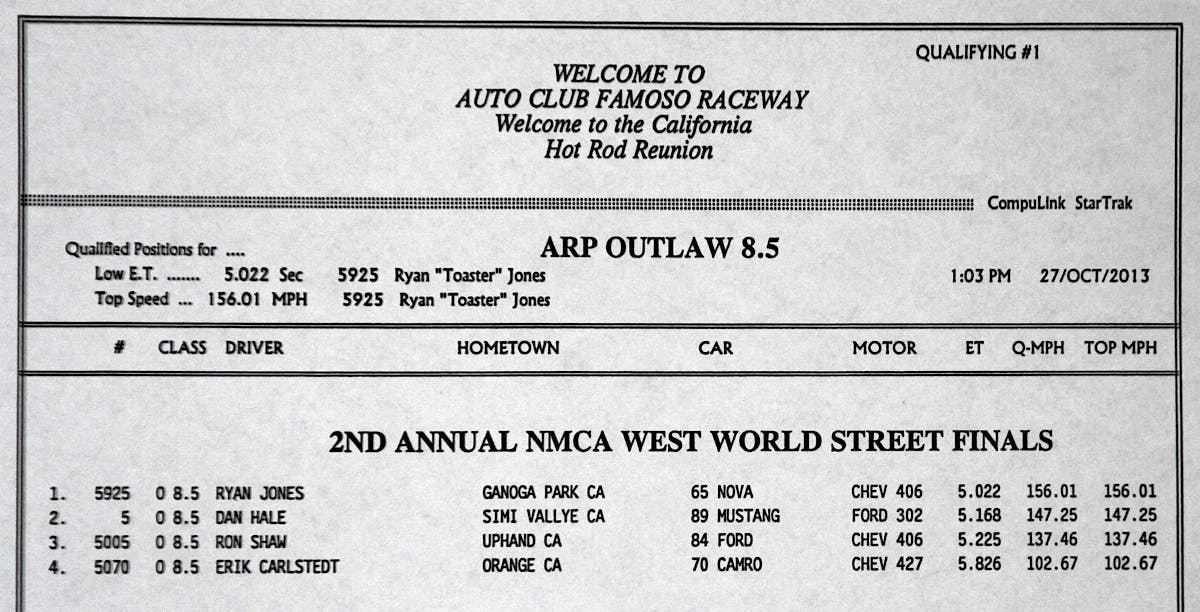 QUALIFYING #1
WELCOME TO
AUTO CLUB FAMOSO RACEWAY
Welcome to the California
Hot Rod Reunion
CompuLink StarTrak
Qualified Positions for ....
ARP OUTLAW 8.5
Low E.T. ....... 5.022 Sec 5925 Ryan "Toaster" Jones 1:03 PM 27/OCT/2013
Top Speed ... 156.01 MPH 5925 Ryan "Toaster" Jones
# CLASS DRIVER HOMETOWN CAR MOTOR ET Q-MPH TOP MPH
2ND ANNUAL NMCA WEST WORLD STREET FINALS
1. 5925 O 8.5 RYAN JONES GANOGA PARK CA 65 NOVA CHEV 406 5.022 156.01 156.01
2. 5 O 8.5 DAN HALE SIMI VALLYE CA 89 MUSTANG FORD 302 5.168 147.25 147.25
3. 5005 O 8.5 RON SHAW UPHAND CA 84 FORD CHEV 406 5.225 137.46 137.46
4. 5070 O 8.5 ERIK CARLSTEDT ORANGE CA 70 CAMRO CHEV 427 5.826 102.67 102.67